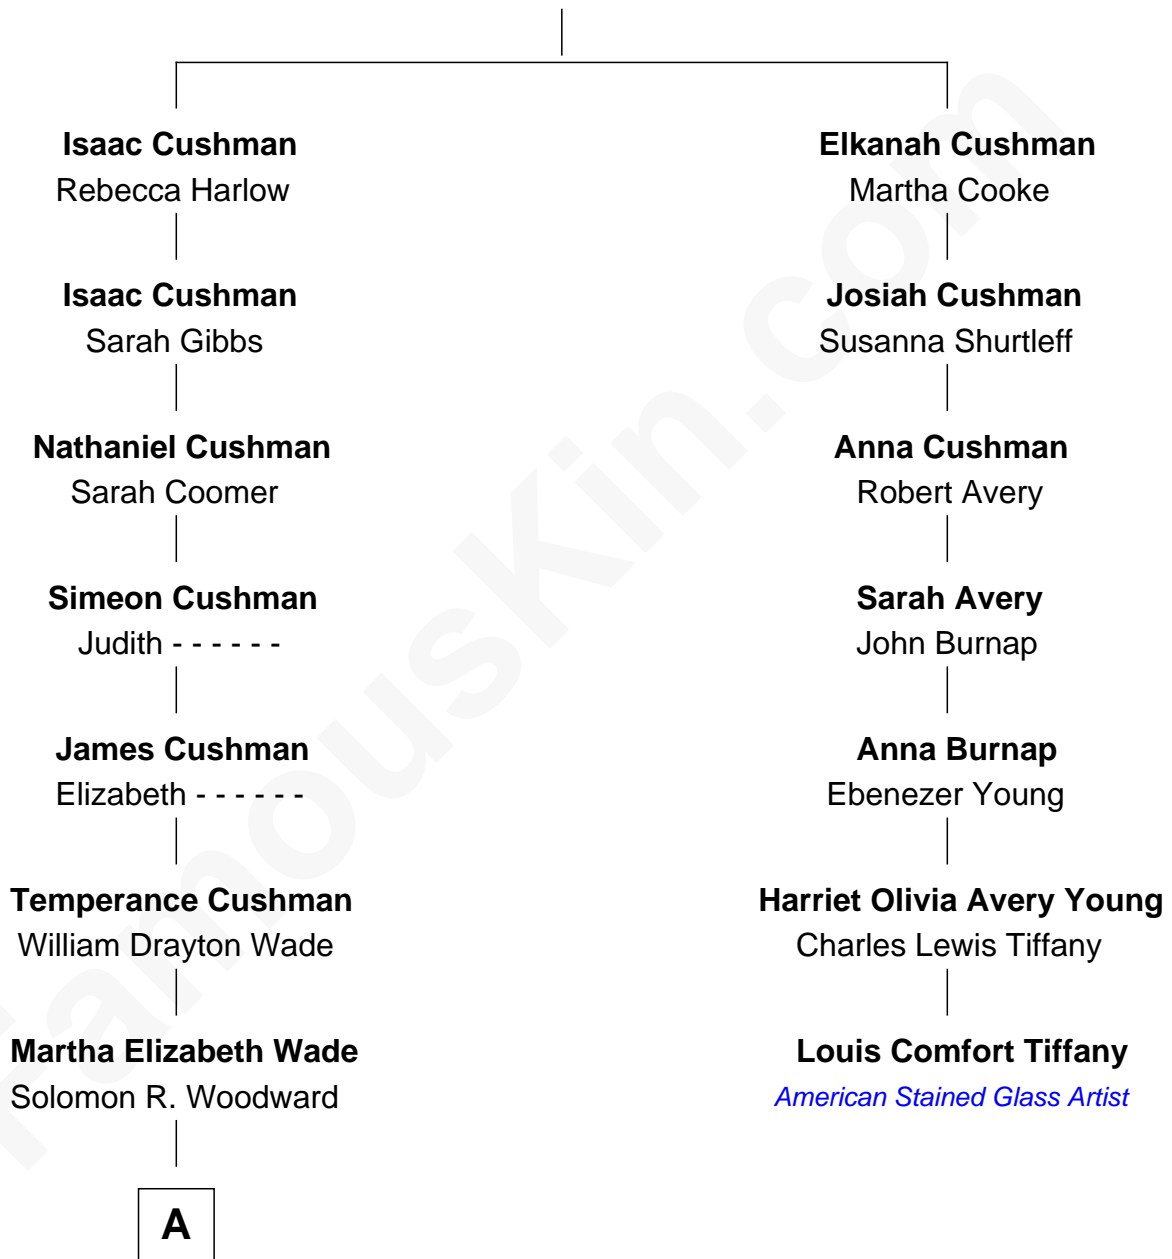 Isaac Cushman
Rebecca Harlow
Isaac Cushman
Sarah Gibbs
Nathaniel Cushman
Sarah Coomer
Simeon Cushman
Judith - - - - - -
James Cushman
Elizabeth - - - - - -
Temperance Cushman
William Drayton Wade
Martha Elizabeth Wade
Solomon R. Woodward
A
Elkanah Cushman
Martha Cooke
Josiah Cushman
Susanna Shurtleff
Anna Cushman
Robert Avery
Sarah Avery
John Burnap
Anna Burnap
Ebenezer Young
Harriet Olivia Avery Young
Charles Lewis Tiffany
Louis Comfort Tiffany
American Stained Glass Artist
FamousKin.com